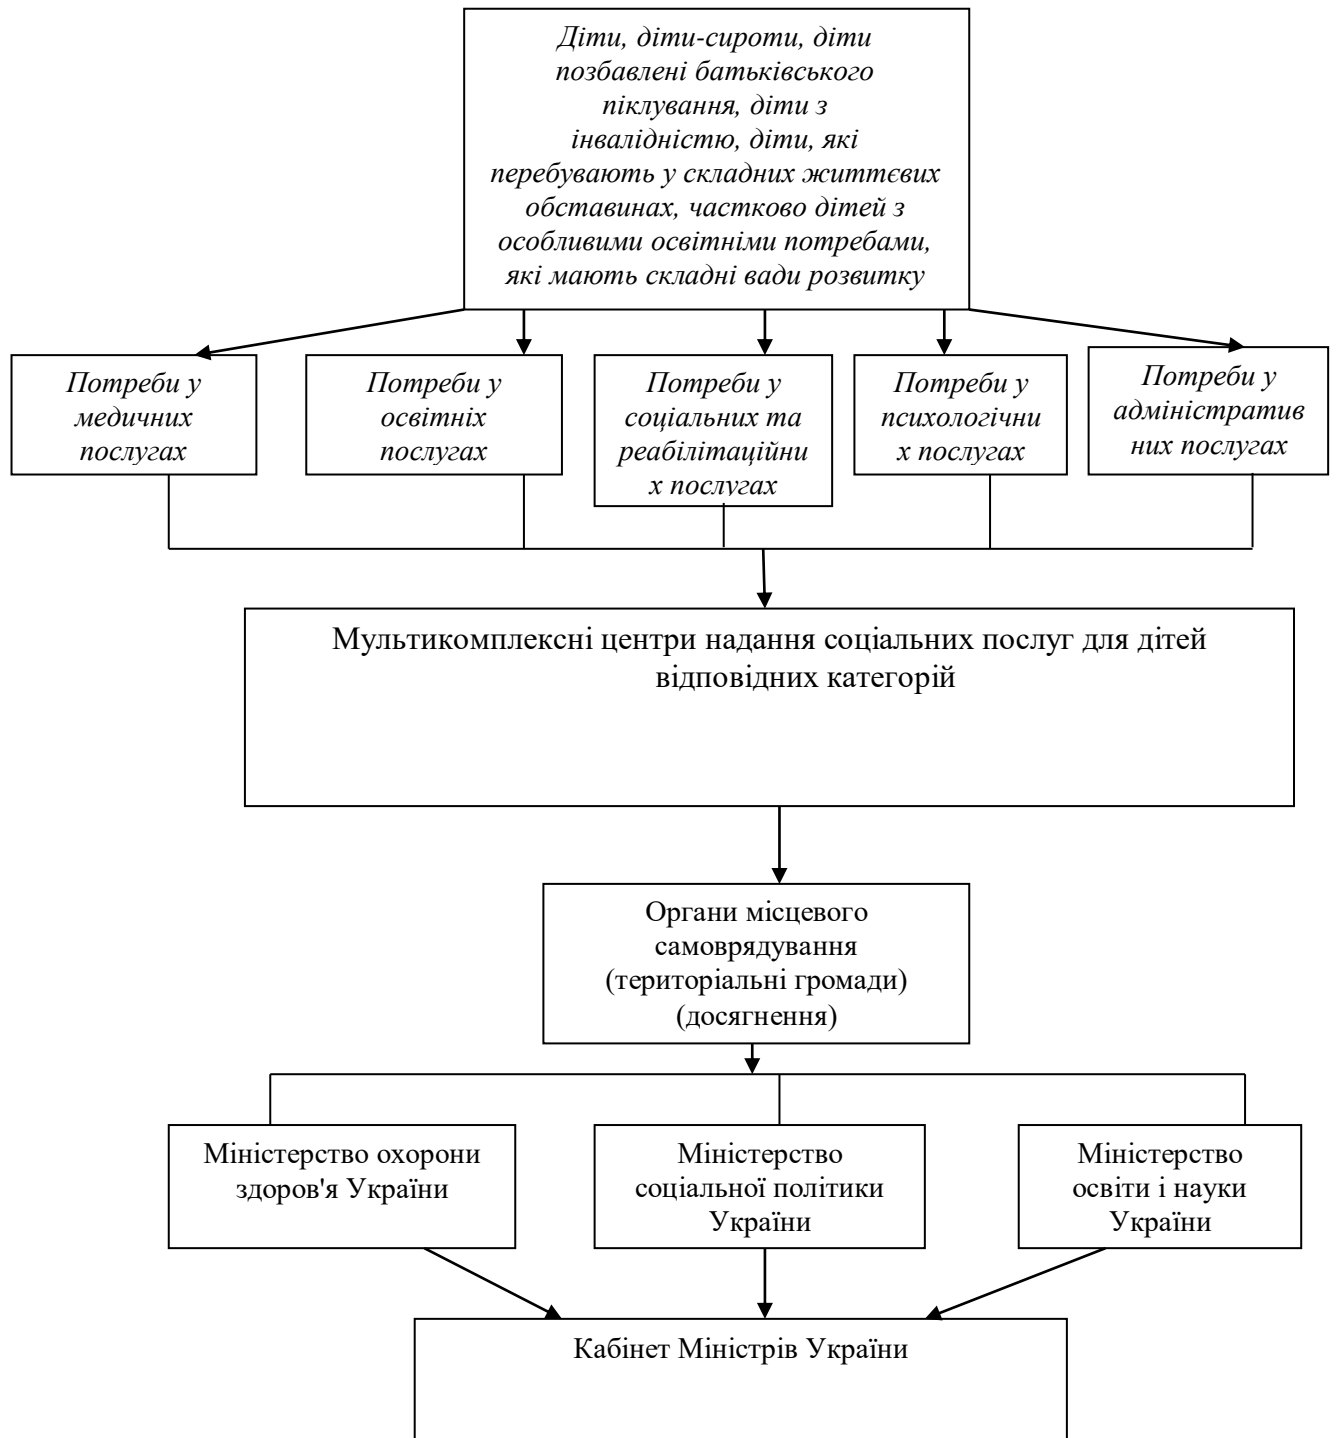 Діти, діти-сироти, діти
позбавлені батьківського
піклування, діти з
інвалідністю, діти, які
перебувають у складних життєвих
обставинах, частково дітей з
особливими освітніми потребами,
які мають складні вади розвитку
Потреби у
медичних
послугах
Потреби у
освітніх
послугах
Потреби у
соціальних та
реабілітаційни
х послугах
Потреби у
психологічни
х послугах
Потреби у
адміністратив
них послугах
Мультикомплексні центри надання соціальних послуг для дітей
відповідних категорій
Органи місцевого
самоврядування
(територіальні громади)
(досягнення)
Міністерство охорони
здоров'я України
Міністерство
соціальної політики
України
Міністерство
освіти і науки
України
Кабінет Міністрів України